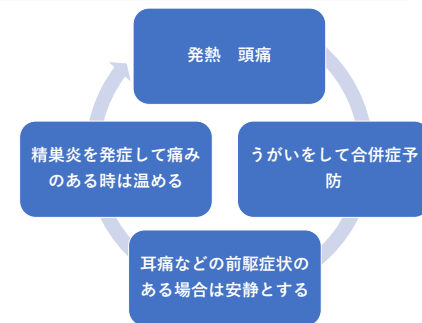 発熱　頭痛
うがいをして合併症予
防
耳痛などの前駆症状の
ある場合は安静とする
精巣炎を発症して痛み
のある時は温める